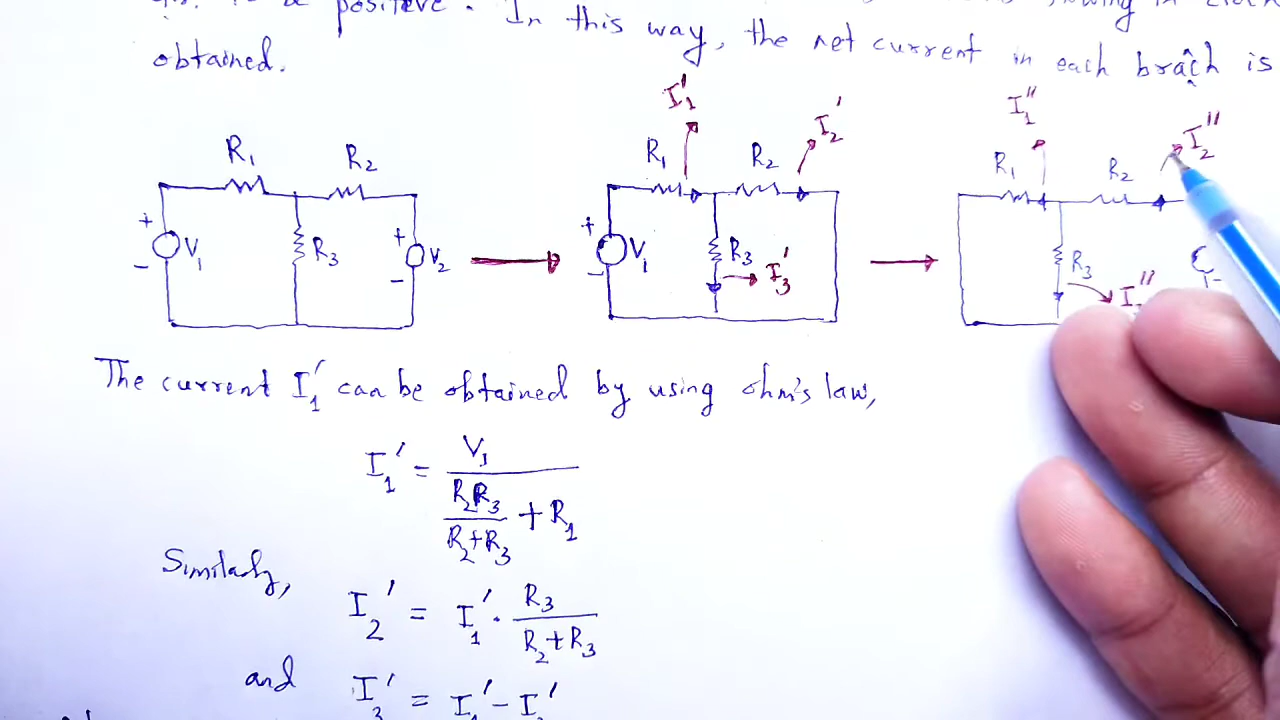 is a positive. In this way, the net current in each brach is
obtained.
I₁' I₂' I₁'' I₂''
R₁ R₂ R₁ R₂ R₁ R₂
+ V₁ - R₃ + V₂ - + V₁ - R₃ I₃' R₃
The current I₁' can be obtained by using ohm's law,
I₁' = V₁ / (R₂R₃ / (R₂+R₃) + R₁)
Similarly,
I₂' = I₁' · R₃ / (R₂+R₃)
and I₃' = I₁' - I₂'